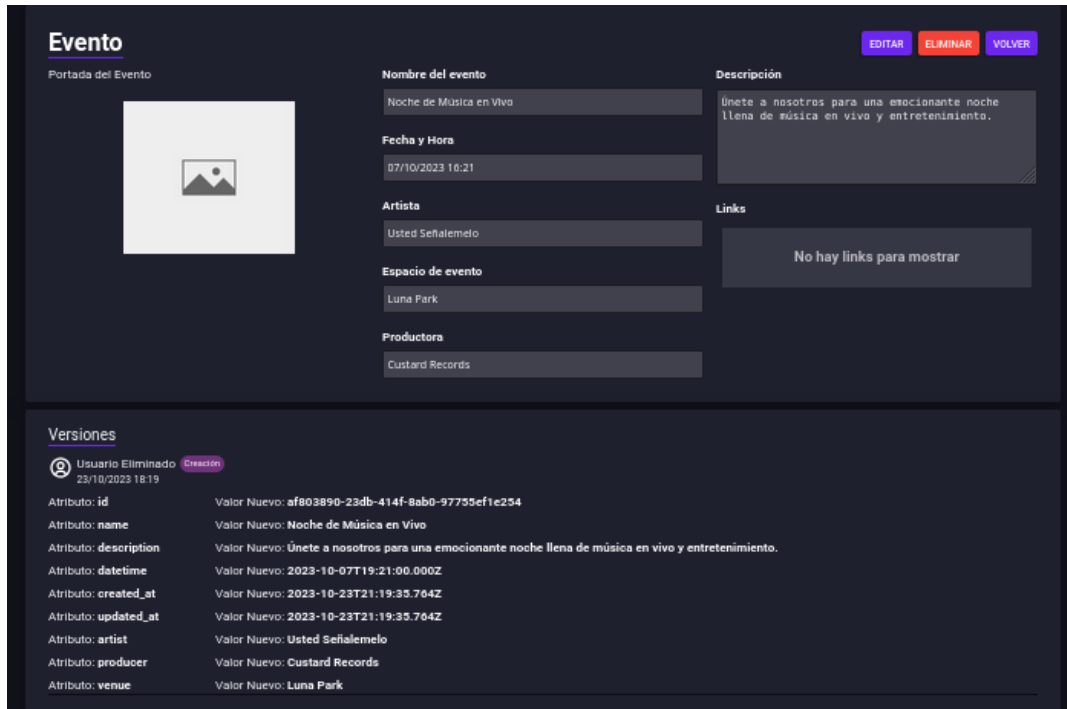 Evento
EDITAR
ELIMINAR
VOLVER
Portada del Evento
Nombre del evento
Noche de Música en Vivo
Fecha y Hora
07/10/2023 16:21
Artista
Usted Señalemelo
Espacio de evento
Luna Park
Productora
Custard Records
Descripción
Únete a nosotros para una emocionante noche
llena de música en vivo y entretenimiento.
Links
No hay links para mostrar
Versiones
Usuario Eliminado Creación
23/10/2023 18:19
Atributo: id Valor Nuevo: af803890-23db-414f-8ab0-97755ef1e254
Atributo: name Valor Nuevo: Noche de Música en Vivo
Atributo: description Valor Nuevo: Únete a nosotros para una emocionante noche llena de música en vivo y entretenimiento.
Atributo: datetime Valor Nuevo: 2023-10-07T19:21:00.000Z
Atributo: created_at Valor Nuevo: 2023-10-23T21:19:35.764Z
Atributo: updated_at Valor Nuevo: 2023-10-23T21:19:35.764Z
Atributo: artist Valor Nuevo: Usted Señalemelo
Atributo: producer Valor Nuevo: Custard Records
Atributo: venue Valor Nuevo: Luna Park